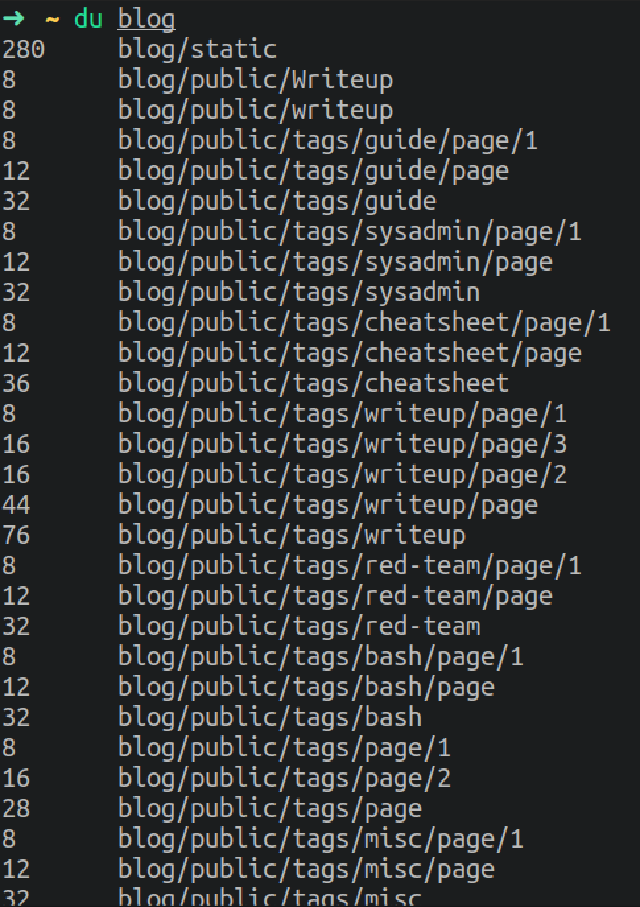 ➜ ~ du blog
280 blog/static
8 blog/public/Writeup
8 blog/public/writeup
8 blog/public/tags/guide/page/1
12 blog/public/tags/guide/page
32 blog/public/tags/guide
8 blog/public/tags/sysadmin/page/1
12 blog/public/tags/sysadmin/page
32 blog/public/tags/sysadmin
8 blog/public/tags/cheatsheet/page/1
12 blog/public/tags/cheatsheet/page
36 blog/public/tags/cheatsheet
8 blog/public/tags/writeup/page/1
16 blog/public/tags/writeup/page/3
16 blog/public/tags/writeup/page/2
44 blog/public/tags/writeup/page
76 blog/public/tags/writeup
8 blog/public/tags/red-team/page/1
12 blog/public/tags/red-team/page
32 blog/public/tags/red-team
8 blog/public/tags/bash/page/1
12 blog/public/tags/bash/page
32 blog/public/tags/bash
8 blog/public/tags/page/1
16 blog/public/tags/page/2
28 blog/public/tags/page
8 blog/public/tags/misc/page/1
12 blog/public/tags/misc/page
32 blog/public/tags/misc